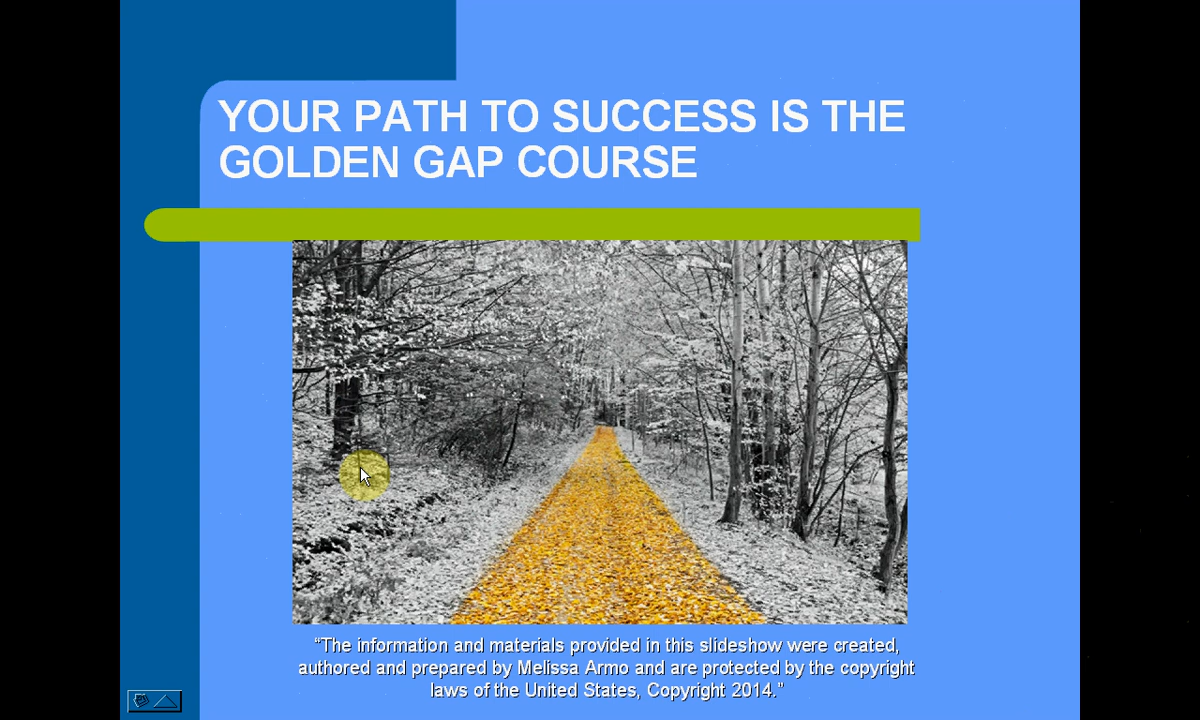 YOUR PATH TO SUCCESS IS THE
GOLDEN GAP COURSE
“The information and materials provided in this slideshow were created,
authored and prepared by Melissa Armo and are protected by the copyright
laws of the United States, Copyright 2014.”